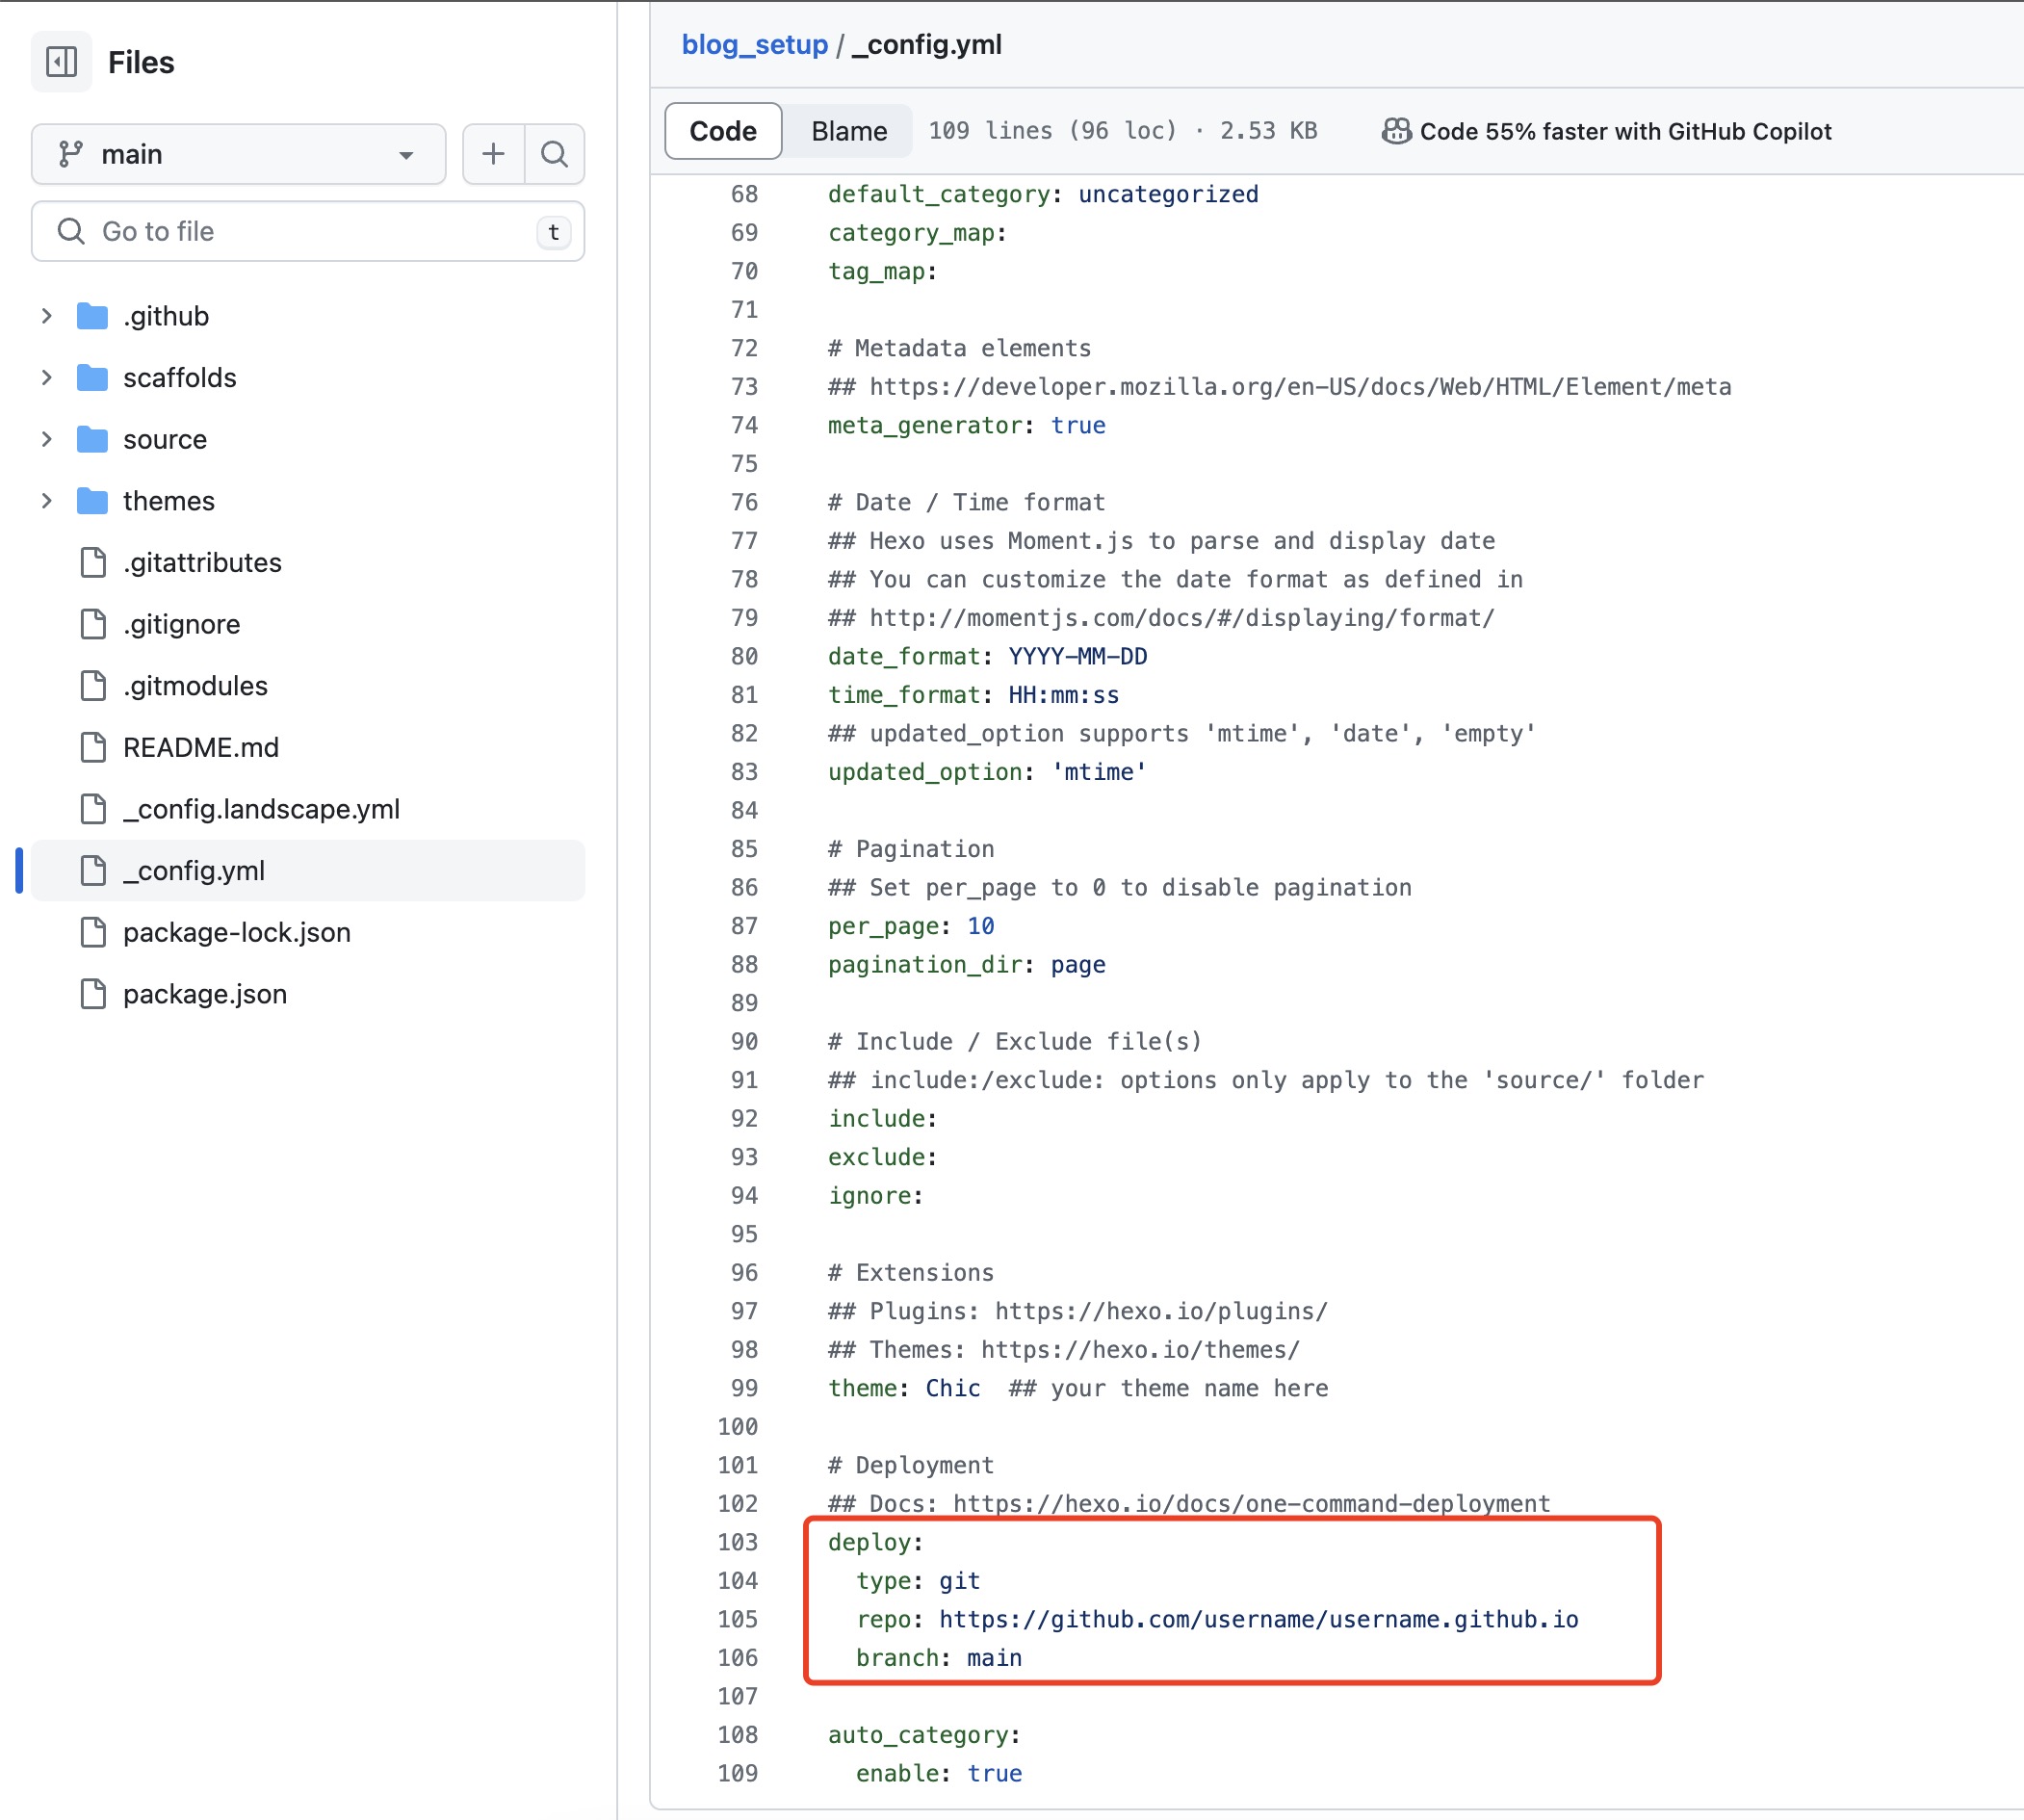 Files
main
Go to file
t
.github
scaffolds
source
themes
.gitattributes
.gitignore
.gitmodules
README.md
_config.landscape.yml
_config.yml
package-lock.json
package.json
blog_setup / _config.yml
Code Blame 109 lines (96 loc) · 2.53 KB Code 55% faster with GitHub Copilot
68 default_category: uncategorized
69 category_map:
70 tag_map:
71
72 # Metadata elements
73 ## https://developer.mozilla.org/en-US/docs/Web/HTML/Element/meta
74 meta_generator: true
75
76 # Date / Time format
77 ## Hexo uses Moment.js to parse and display date
78 ## You can customize the date format as defined in
79 ## http://momentjs.com/docs/#/displaying/format/
80 date_format: YYYY-MM-DD
81 time_format: HH:mm:ss
82 ## updated_option supports 'mtime', 'date', 'empty'
83 updated_option: 'mtime'
84
85 # Pagination
86 ## Set per_page to 0 to disable pagination
87 per_page: 10
88 pagination_dir: page
89
90 # Include / Exclude file(s)
91 ## include:/exclude: options only apply to the 'source/' folder
92 include:
93 exclude:
94 ignore:
95
96 # Extensions
97 ## Plugins: https://hexo.io/plugins/
98 ## Themes: https://hexo.io/themes/
99 theme: Chic  ## your theme name here
100
101 # Deployment
102 ## Docs: https://hexo.io/docs/one-command-deployment
103 deploy:
104   type: git
105   repo: https://github.com/username/username.github.io
106   branch: main
107
108 auto_category:
109   enable: true